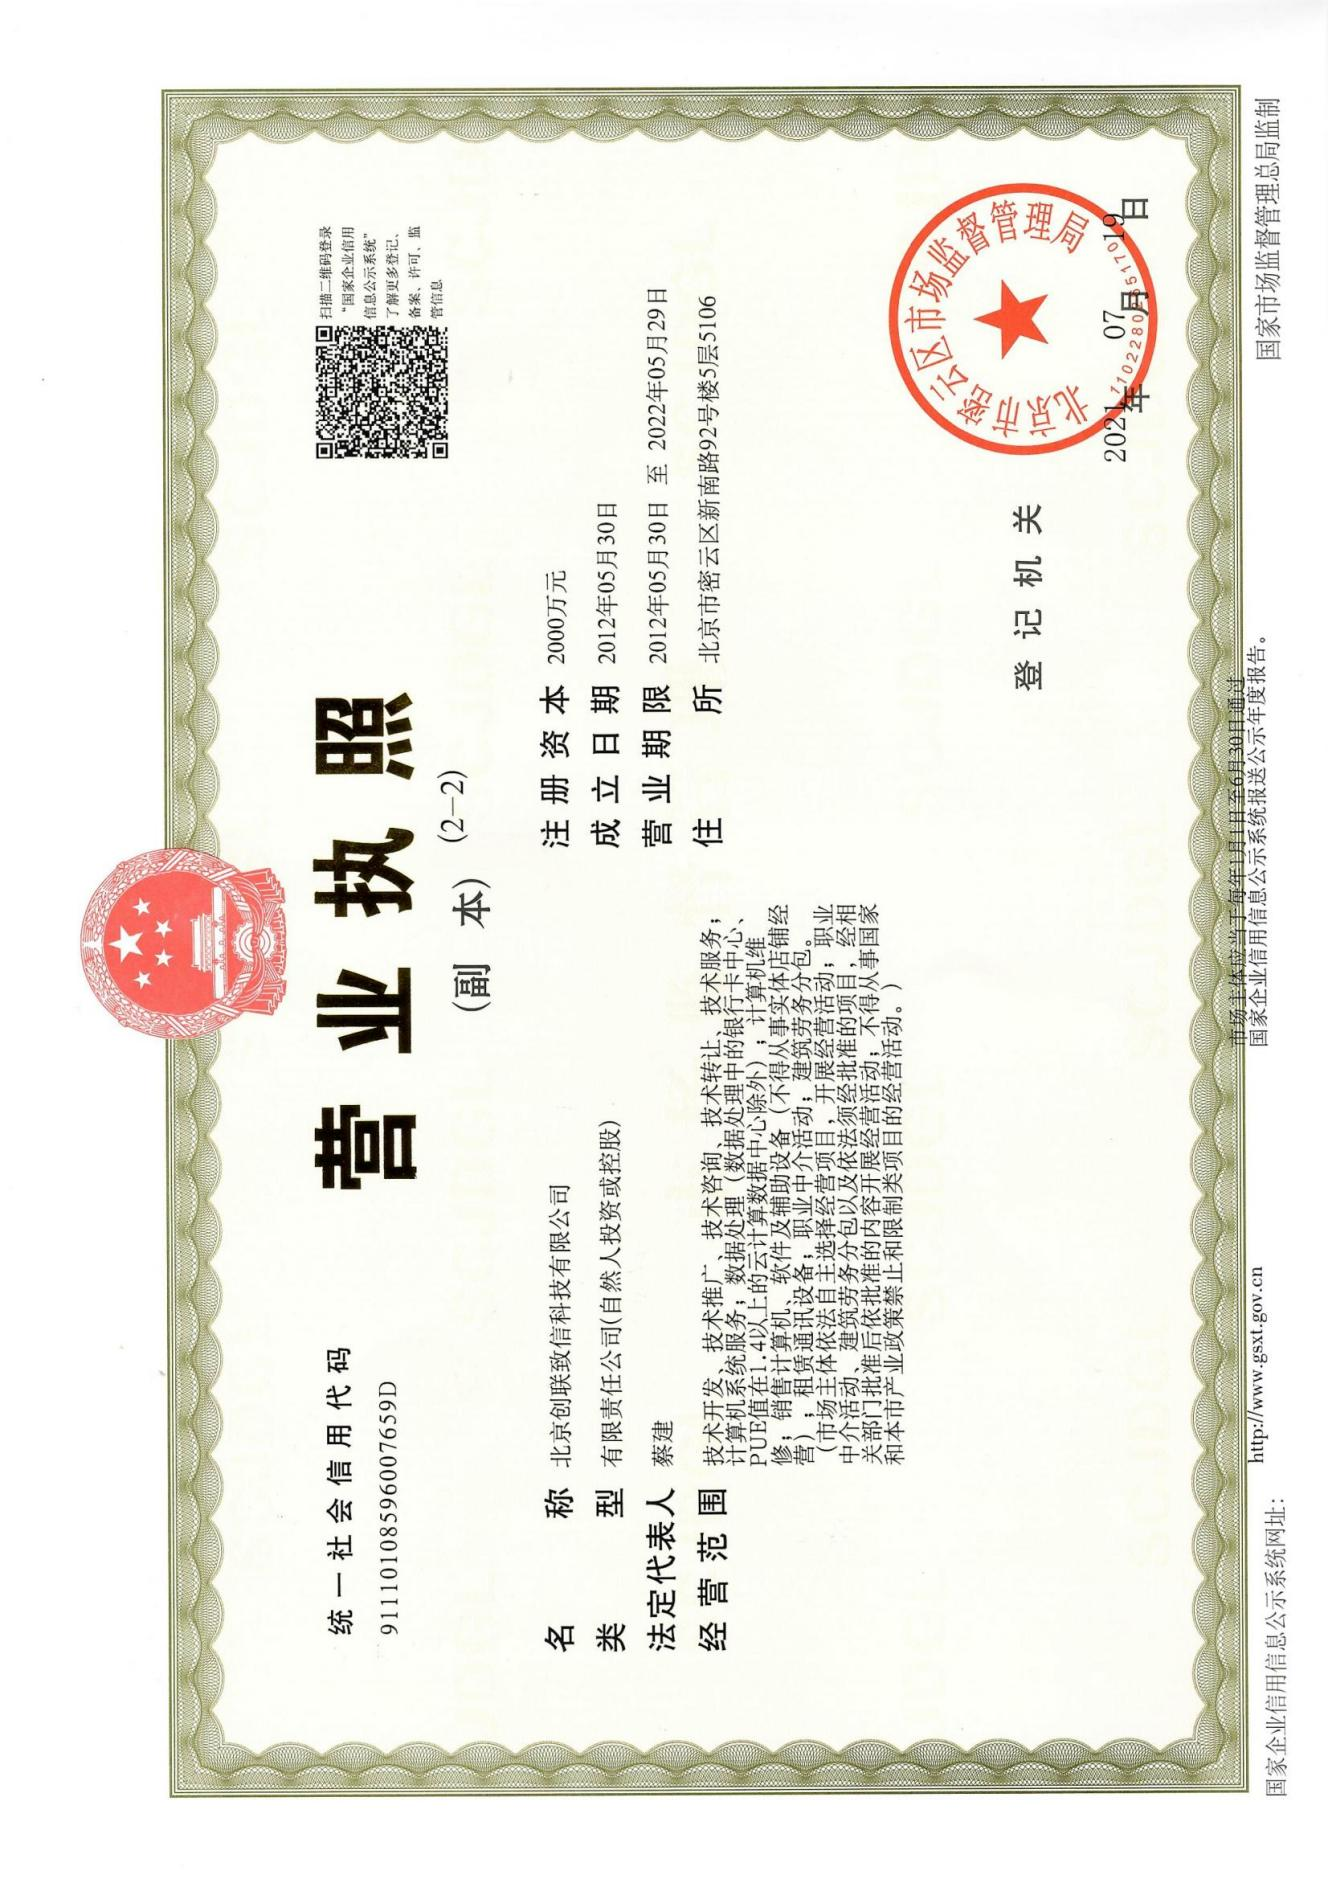 统一社会信用代码
91110108596007659D
营业执照
(副 本) (2-2)
扫描二维码登录
“国家企业信用
信息公示系统”
了解更多登记、
备案、许可、监
管信息
名称 北京创联致信科技有限公司
类型 有限责任公司(自然人投资或控股)
法定代表人 蔡建
经营范围 技术开发、技术推广、技术咨询、技术转让、技术服务；
计算机系统服务；数据处理（数据处理中的银行卡中心、
PUE值在1.4以上的云计算数据中心除外）；计算机维
修；销售计算机、软件及辅助设备（不得从事实体店铺经
营）；租赁通讯设备；职业中介活动；建筑劳务分包。
（市场主体依法自主选择经营项目，开展经营活动；职业
中介活动、建筑劳务分包以及依法须经批准的项目，经相
关部门批准后依批准的内容开展经营活动；不得从事国家
和本市产业政策禁止和限制类项目的经营活动。）
注册资本 2000万元
成立日期 2012年05月30日
营业期限 2012年05月30日 至 2022年05月29日
住所 北京市密云区新南路92号楼5层5106
登记机关
北京市密云区市场监督管理局
2021年 07月19日
国家企业信用信息公示系统网址：
http://www.gsxt.gov.cn
市场主体应当于每年1月1日至6月30日通过
国家企业信用信息公示系统报送公示年度报告。
国家市场监督管理总局监制